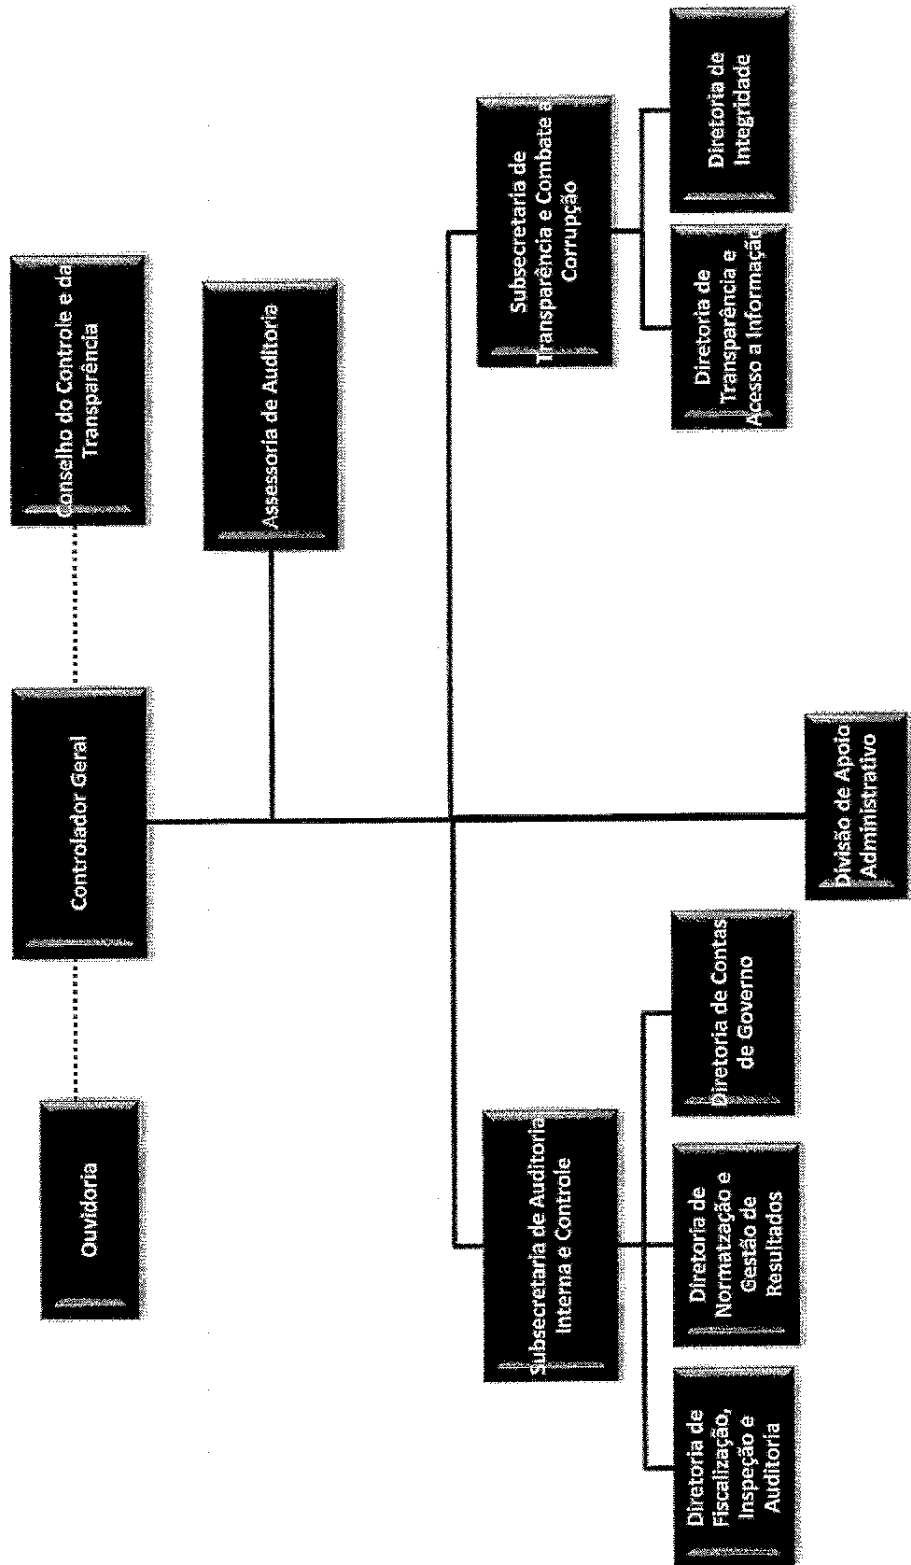 Ouvidoria
Controlador Geral
Conselho do Controle e da
Transparência
Assessoria de Auditoria
Subsecretaria de Auditoria
Interna e Controle
Subsecretaria de
Transparência e Combate a
Corrupção
Diretoria de
Fiscalização,
Inspeção e
Auditoria
Diretoria de
Normatzação e
Gestão de
Resultados
Diretoria de Contas
de Governo
Diretoria de
Transparência e
Acesso a Informação
Diretoria de
Integridade
Divisão de Apoio
Administrativo